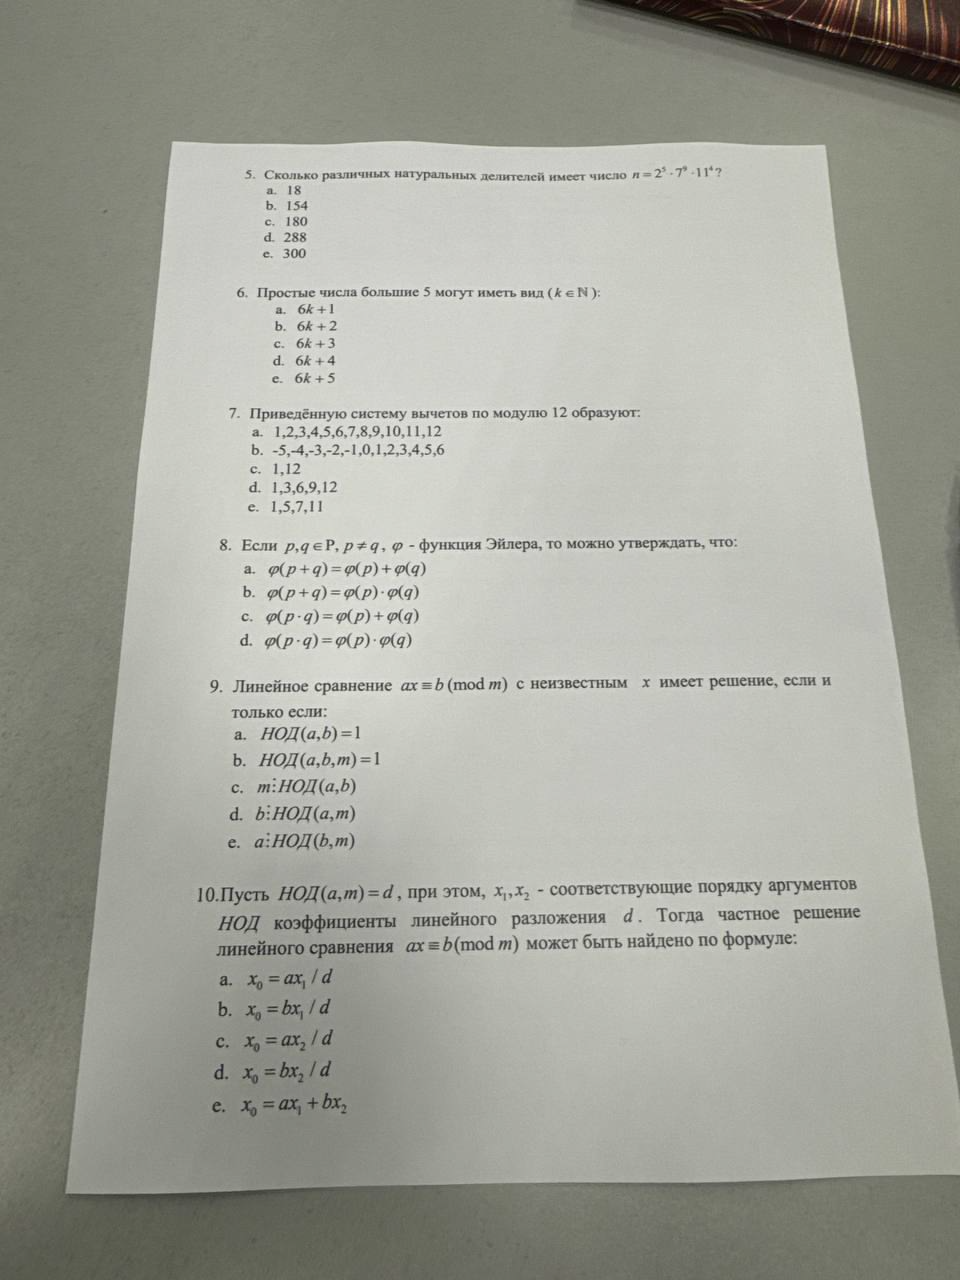 5. Сколько различных натуральных делителей имеет число n = 2⁵ · 7⁹ · 11⁴?
a. 18
b. 154
c. 180
d. 288
e. 300
6. Простые числа большие 5 могут иметь вид (k ∈ ℕ):
a. 6k + 1
b. 6k + 2
c. 6k + 3
d. 6k + 4
e. 6k + 5
7. Приведённую систему вычетов по модулю 12 образуют:
a. 1,2,3,4,5,6,7,8,9,10,11,12
b. -5,-4,-3,-2,-1,0,1,2,3,4,5,6
c. 1,12
d. 1,3,6,9,12
e. 1,5,7,11
8. Если p,q ∈ P, p ≠ q, φ - функция Эйлера, то можно утверждать, что:
a. φ(p + q) = φ(p) + φ(q)
b. φ(p + q) = φ(p) · φ(q)
c. φ(p · q) = φ(p) + φ(q)
d. φ(p · q) = φ(p) · φ(q)
9. Линейное сравнение ax ≡ b (mod m) с неизвестным x имеет решение, если и
только если:
a. НОД(a,b) = 1
b. НОД(a,b,m) = 1
c. m⋮НОД(a,b)
d. b⋮НОД(a,m)
e. a⋮НОД(b,m)
10.Пусть НОД(a,m) = d, при этом, x₁,x₂ - соответствующие порядку аргументов
НОД коэффициенты линейного разложения d. Тогда частное решение
линейного сравнения ax ≡ b(mod m) может быть найдено по формуле:
a. x₀ = ax₁ / d
b. x₀ = bx₁ / d
c. x₀ = ax₂ / d
d. x₀ = bx₂ / d
e. x₀ = ax₁ + bx₂